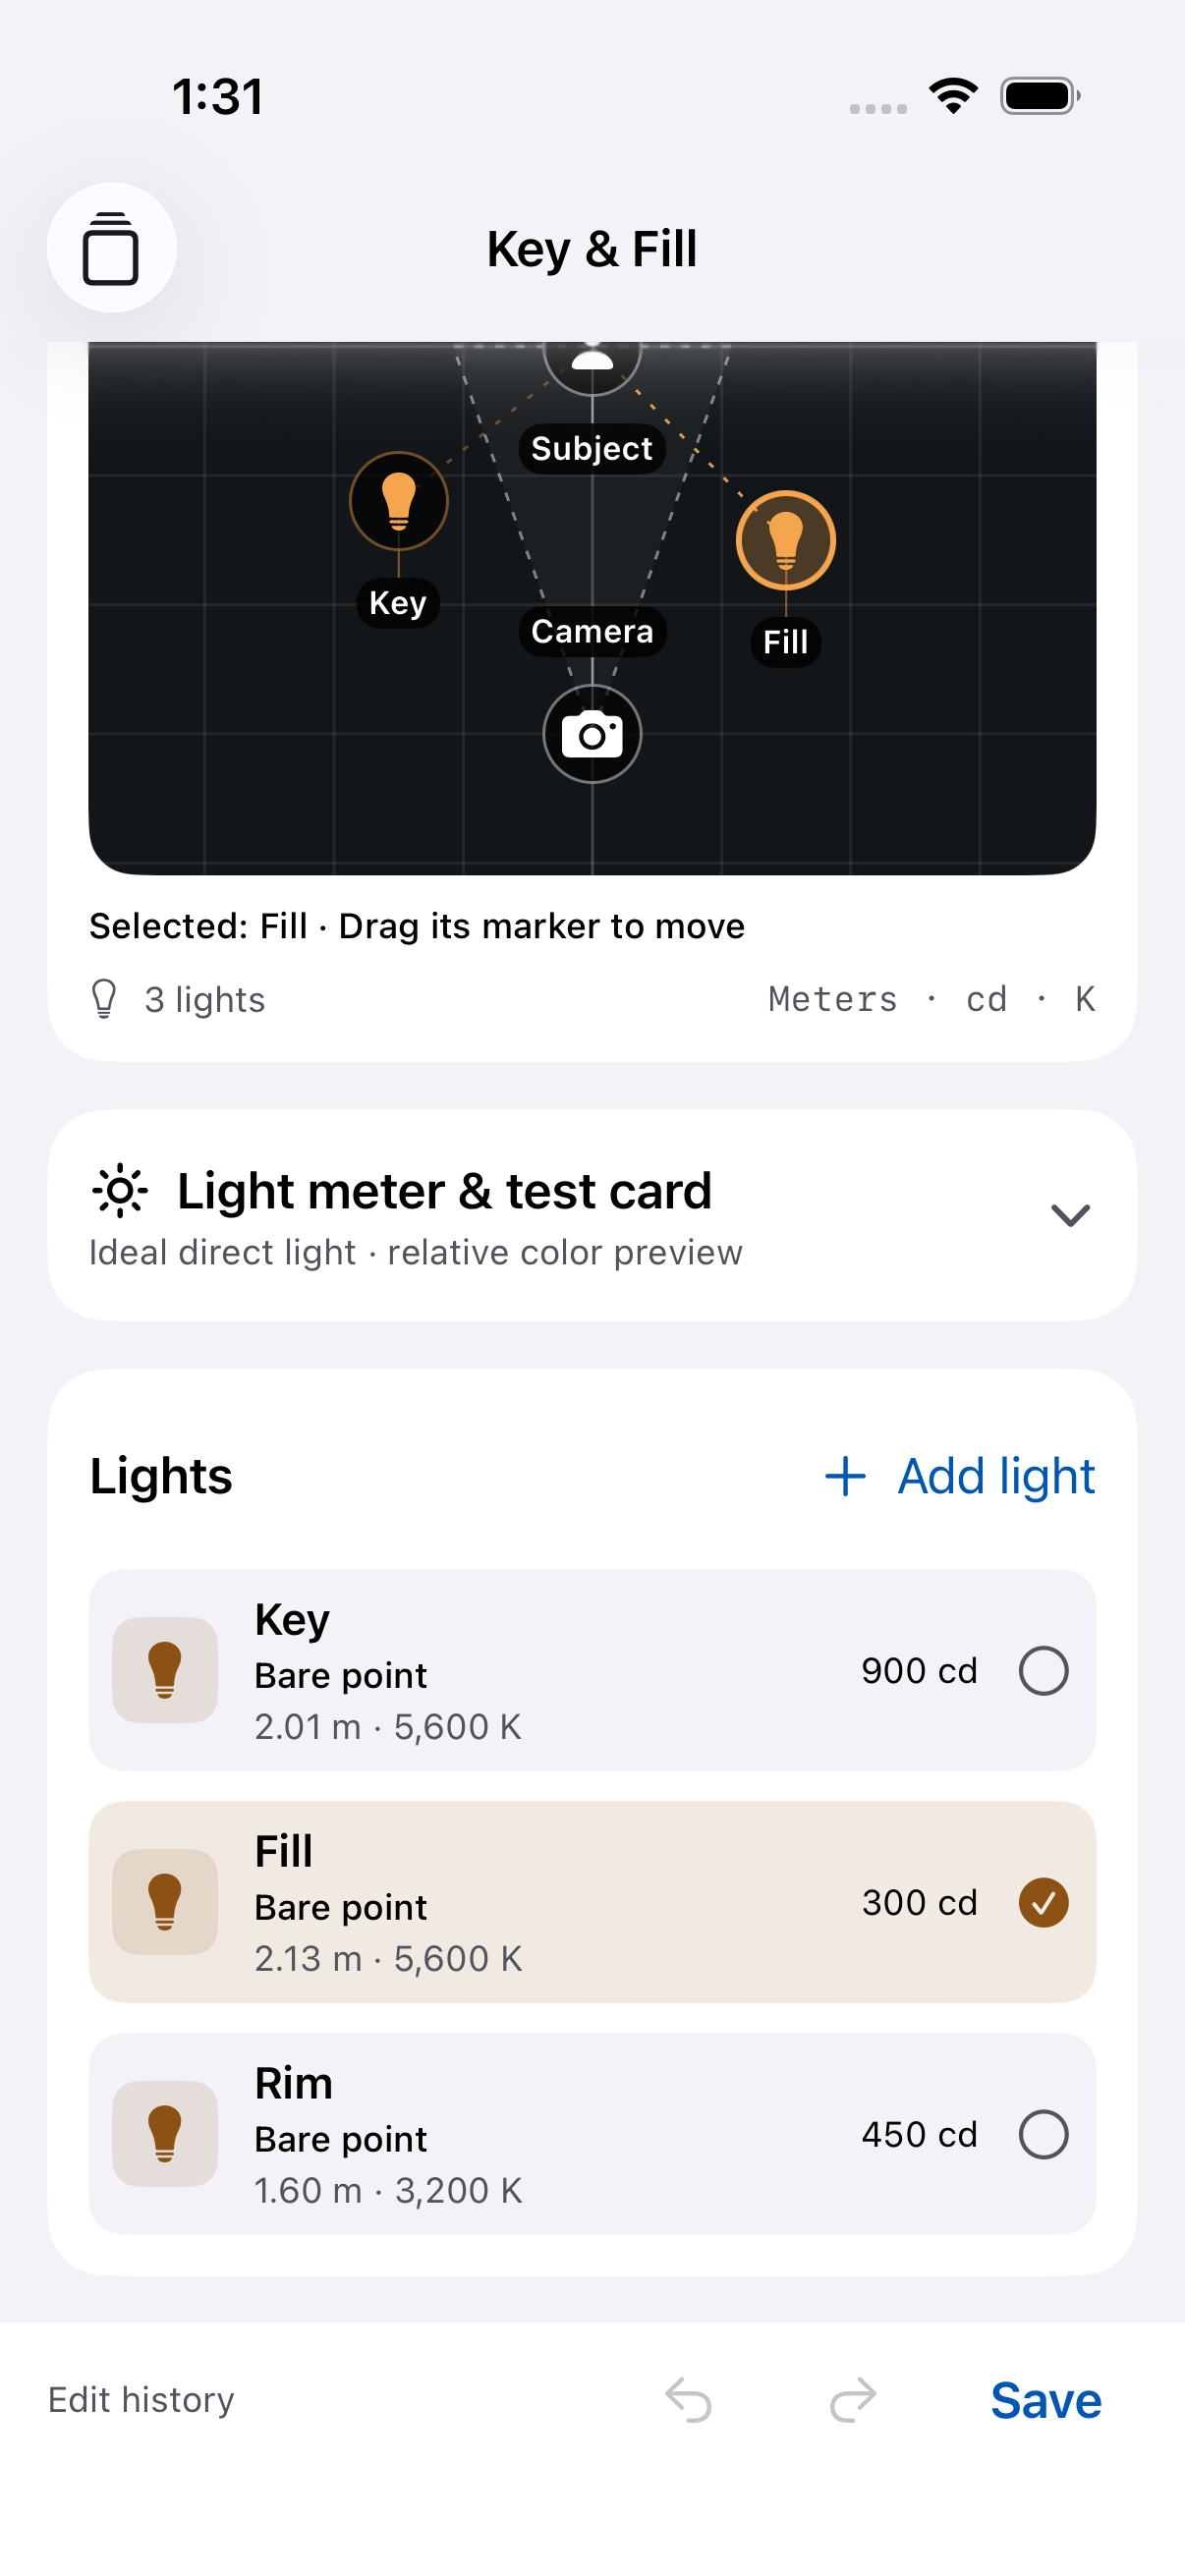 1:31
Key & Fill
Subject
Key
Camera
Fill
Selected: Fill · Drag its marker to move
3 lights
Meters · cd · K
Light meter & test card
Ideal direct light · relative color preview
Lights
Add light
Key
Bare point
2.01 m · 5,600 K
900 cd
Fill
Bare point
2.13 m · 5,600 K
300 cd
Rim
Bare point
1.60 m · 3,200 K
450 cd
Edit history
Save